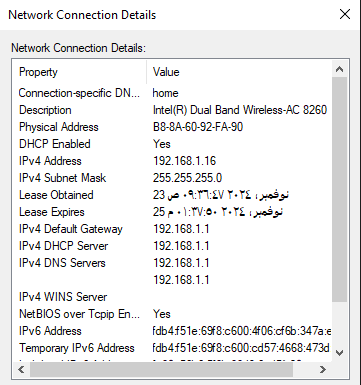 Network Connection Details
Network Connection Details:
Property Value
Connection-specific DN... home
Description Intel(R) Dual Band Wireless-AC 8260
Physical Address B8-8A-60-92-FA-90
DHCP Enabled Yes
IPv4 Address 192.168.1.16
IPv4 Subnet Mask 255.255.255.0
Lease Obtained 23 نوفمبر، ٢٠٢٤ ٠٩:٣٦:٤٧ ص
Lease Expires 25 نوفمبر، ٢٠٢٤ ٠١:٣٧:٥٠ م
IPv4 Default Gateway 192.168.1.1
IPv4 DHCP Server 192.168.1.1
IPv4 DNS Servers 192.168.1.1
192.168.1.1
IPv4 WINS Server
NetBIOS over Tcpip En... Yes
IPv6 Address fdb4:f51e:69f8:c600:4f06:cf6b:347a:e
Temporary IPv6 Address fdb4:f51e:69f8:c600:cd57:4668:473d